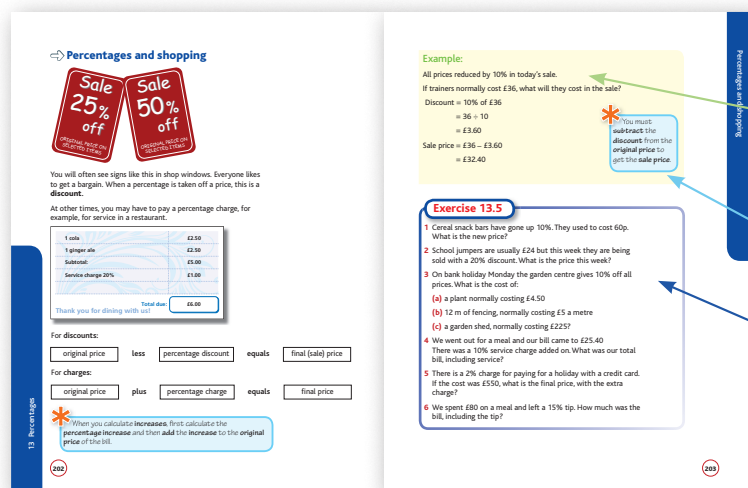 Percentages and shopping
Sale
25%
off
ORIGINAL PRICE ON
SELECTED ITEMS
Sale
50%
off
ORIGINAL PRICE ON
SELECTED ITEMS
You will often see signs like this in shop windows. Everyone likes
to get a bargain. When a percentage is taken off a price, this is a
discount.
At other times, you may have to pay a percentage charge, for
example, for service in a restaurant.
1 cola £2.50
1 ginger ale £2.50
Subtotal: £5.00
Service charge 20% £1.00
Total due: £6.00
Thank you for dining with us!
For discounts:
original price less percentage discount equals final (sale) price
For charges:
original price plus percentage charge equals final price
When you calculate increases, first calculate the
percentage increase and then add the increase to the original
price of the bill.
13 Percentages
202
Example:
All prices reduced by 10% in today's sale.
If trainers normally cost £36, what will they cost in the sale?
Discount = 10% of £36
= 36 ÷ 10
= £3.60
Sale price = £36 – £3.60
= £32.40
You must
subtract the
discount from the
original price to
get the sale price.
Exercise 13.5
1 Cereal snack bars have gone up 10%. They used to cost 60p.
What is the new price?
2 School jumpers are usually £24 but this week they are being
sold with a 20% discount. What is the price this week?
3 On bank holiday Monday the garden centre gives 10% off all
prices. What is the cost of:
(a) a plant normally costing £4.50
(b) 12 m of fencing, normally costing £5 a metre
(c) a garden shed, normally costing £225?
4 We went out for a meal and our bill came to £25.40
There was a 10% service charge added on. What was our total
bill, including service?
5 There is a 2% charge for paying for a holiday with a credit card.
If the cost was £550, what is the final price, with the extra
charge?
6 We spent £80 on a meal and left a 15% tip. How much was the
bill, including the tip?
Percentages and shopping
203